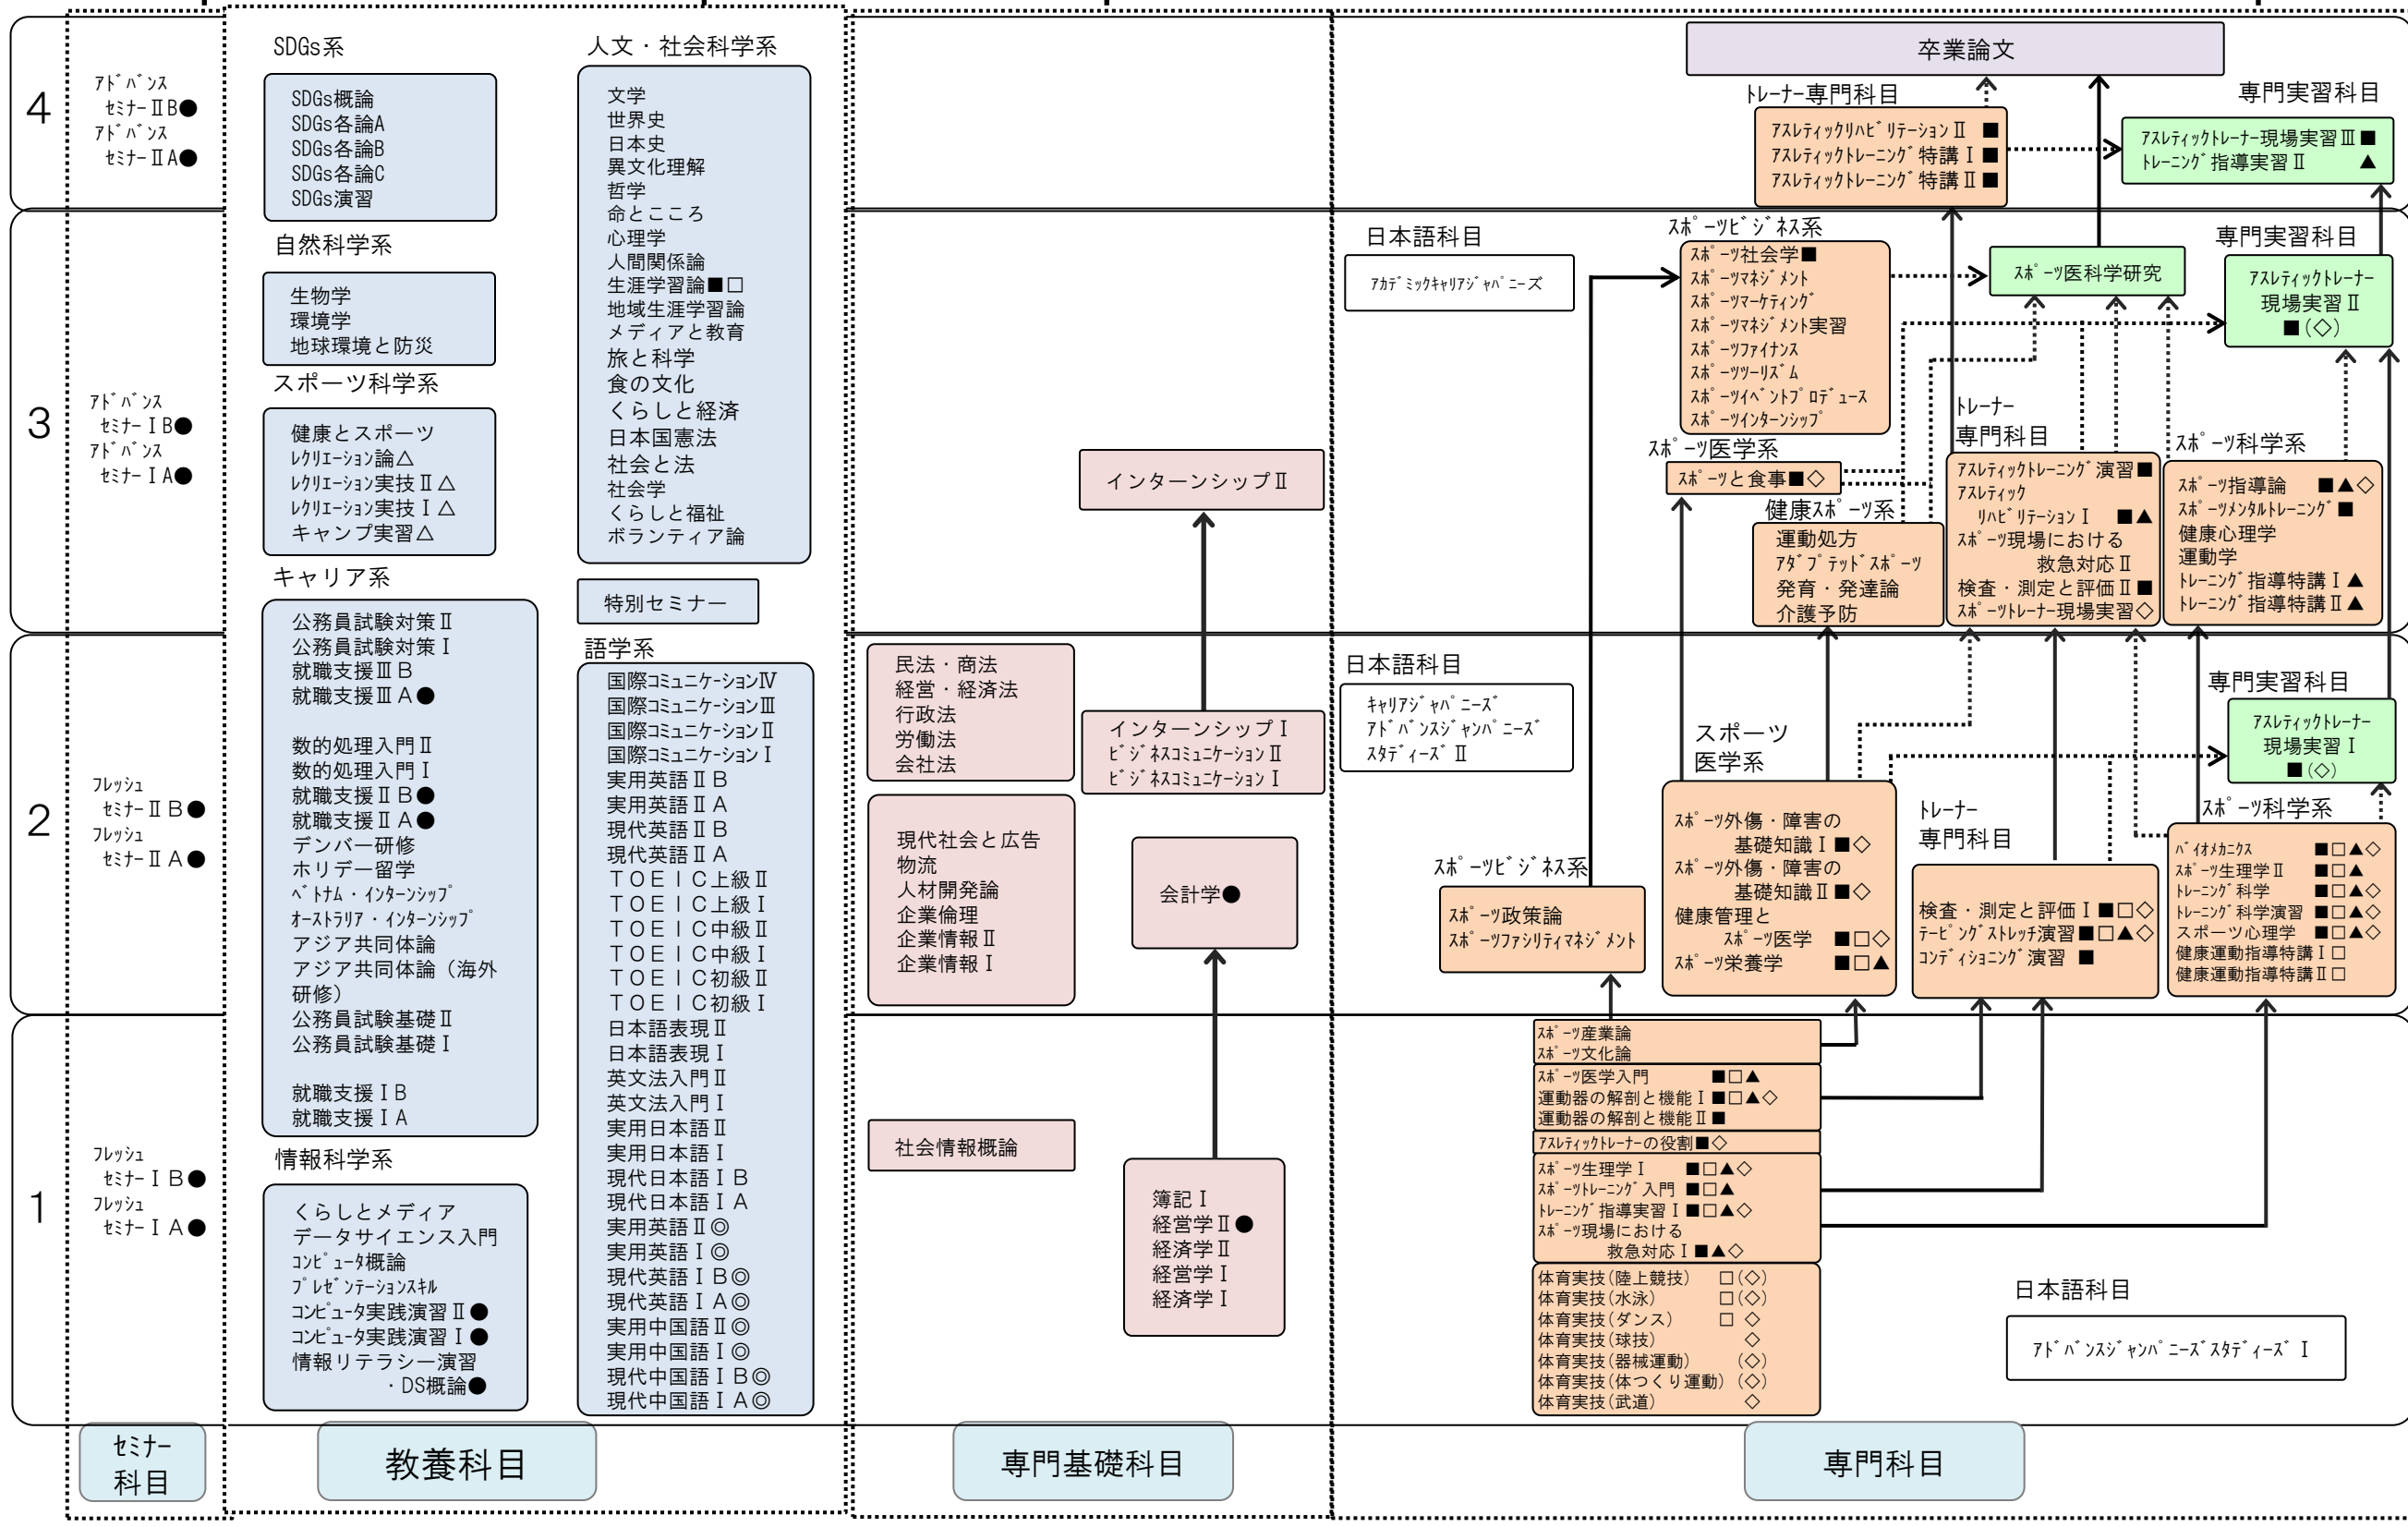 4
アドバンス
セミナーⅡB●
アドバンス
セミナーⅡA●
3
アドバンス
セミナーⅠB●
アドバンス
セミナーⅠA●
2
フレッシュ
セミナーⅡB●
フレッシュ
セミナーⅡA●
1
フレッシュ
セミナーⅠB●
フレッシュ
セミナーⅠA●
セミナー
科目
SDGs系
SDGs概論
SDGs各論A
SDGs各論B
SDGs各論C
SDGs演習
自然科学系
生物学
環境学
地球環境と防災
スポーツ科学系
健康とスポーツ
レクリエーション論△
レクリエーション実技Ⅱ△
レクリエーション実技Ⅰ△
キャンプ実習△
キャリア系
公務員試験対策Ⅱ
公務員試験対策Ⅰ
就職支援ⅢB
就職支援ⅢA●
数的処理入門Ⅱ
数的処理入門Ⅰ
就職支援ⅡB●
就職支援ⅡA●
デンバー研修
ホリデー留学
ベトナム・インターンシップ
オーストラリア・インターンシップ
アジア共同体論
アジア共同体論（海外
研修）
公務員試験基礎Ⅱ
公務員試験基礎Ⅰ
就職支援ⅠB
就職支援ⅠA
情報科学系
くらしとメディア
データサイエンス入門
コンピュータ概論
プレゼンテーションスキル
コンピュータ実践演習Ⅱ●
コンピュータ実践演習Ⅰ●
情報リテラシー演習
・DS概論●
人文・社会科学系
文学
世界史
日本史
異文化理解
哲学
命とこころ
心理学
人間関係論
生涯学習論■□
地域生涯学習論
メディアと教育
旅と科学
食の文化
くらしと経済
日本国憲法
社会と法
社会学
くらしと福祉
ボランティア論
特別セミナー
語学系
国際コミュニケーションⅣ
国際コミュニケーションⅢ
国際コミュニケーションⅡ
国際コミュニケーションⅠ
実用英語ⅡB
実用英語ⅡA
現代英語ⅡB
現代英語ⅡA
ＴＯＥＩＣ上級Ⅱ
ＴＯＥＩＣ上級Ⅰ
ＴＯＥＩＣ中級Ⅱ
ＴＯＥＩＣ中級Ⅰ
ＴＯＥＩＣ初級Ⅱ
ＴＯＥＩＣ初級Ⅰ
日本語表現Ⅱ
日本語表現Ⅰ
英文法入門Ⅱ
英文法入門Ⅰ
実用日本語Ⅱ
実用日本語Ⅰ
現代日本語ⅠB
現代日本語ⅠA
実用英語Ⅱ◎
実用英語Ⅰ◎
現代英語ⅠB◎
現代英語ⅠA◎
実用中国語Ⅱ◎
実用中国語Ⅰ◎
現代中国語ⅠB◎
現代中国語ⅠA◎
教養科目
インターンシップⅡ
民法・商法
経営・経済法
行政法
労働法
会社法
インターンシップⅠ
ビジネスコミュニケーションⅡ
ビジネスコミュニケーションⅠ
現代社会と広告
物流
人材開発論
企業倫理
企業情報Ⅱ
企業情報Ⅰ
会計学●
社会情報概論
簿記Ⅰ
経営学Ⅱ●
経済学Ⅱ
経営学Ⅰ
経済学Ⅰ
専門基礎科目
卒業論文
トレーナー専門科目
アスレティックリハビリテーションⅡ ■
アスレティックトレーニング特講Ⅰ ■
アスレティックトレーニング特講Ⅱ ■
専門実習科目
アスレティックトレーナー現場実習Ⅲ■
トレーニング指導実習Ⅱ ▲
日本語科目
アカデミックキャリアジャパニーズ
スポーツビジネス系
スポーツ社会学■
スポーツマネジメント
スポーツマーケティング
スポーツマネジメント実習
スポーツファイナンス
スポーツツーリズム
スポーツイベントプロデュース
スポーツインターンシップ
スポーツ医科学研究
専門実習科目
アスレティックトレーナー
現場実習Ⅱ
■(◇)
スポーツ医学系
スポーツと食事■◇
健康スポーツ系
運動処方
アダプテッドスポーツ
発育・発達論
介護予防
トレーナー
専門科目
アスレティックトレーニング演習■
アスレティック
リハビリテーションⅠ ■▲
スポーツ現場における
救急対応Ⅱ
検査・測定と評価Ⅱ■
スポーツトレーナー現場実習◇
スポーツ科学系
スポーツ指導論 ■▲◇
スポーツメンタルトレーニング■
健康心理学
運動学
トレーニング指導特講Ⅰ▲
トレーニング指導特講Ⅱ▲
日本語科目
キャリアジャパニーズ
アドバンスジャンパニーズ
スタディーズⅡ
スポーツビジネス系
スポーツ政策論
スポーツファシリティマネジメント
スポーツ
医学系
スポーツ外傷・障害の
基礎知識Ⅰ■◇
スポーツ外傷・障害の
基礎知識Ⅱ■◇
健康管理と
スポーツ医学 ■□◇
スポーツ栄養学 ■□▲
トレーナー
専門科目
検査・測定と評価Ⅰ■□◇
テーピングストレッチ演習■□▲◇
コンディショニング演習 ■
専門実習科目
アスレティックトレーナー
現場実習Ⅰ
■(◇)
スポーツ科学系
バイオメカニクス ■□▲◇
スポーツ生理学Ⅱ ■□▲
トレーニング科学 ■□▲◇
トレーニング科学演習 ■□▲◇
スポーツ心理学 ■□▲◇
健康運動指導特講Ⅰ□
健康運動指導特講Ⅱ□
スポーツ産業論
スポーツ文化論
スポーツ医学入門 ■□▲
運動器の解剖と機能Ⅰ■□▲◇
運動器の解剖と機能Ⅱ■
アスレティックトレーナーの役割■◇
スポーツ生理学Ⅰ ■□▲◇
スポーツトレーニング入門 ■□▲
トレーニング指導実習Ⅰ■□▲◇
スポーツ現場における
救急対応Ⅰ■▲◇
体育実技(陸上競技) □(◇)
体育実技(水泳) □(◇)
体育実技(ダンス) □ ◇
体育実技(球技) ◇
体育実技(器械運動) (◇)
体育実技(体つくり運動) (◇)
体育実技(武道) ◇
日本語科目
アドバンスジャンパニーズスタディーズⅠ
専門科目